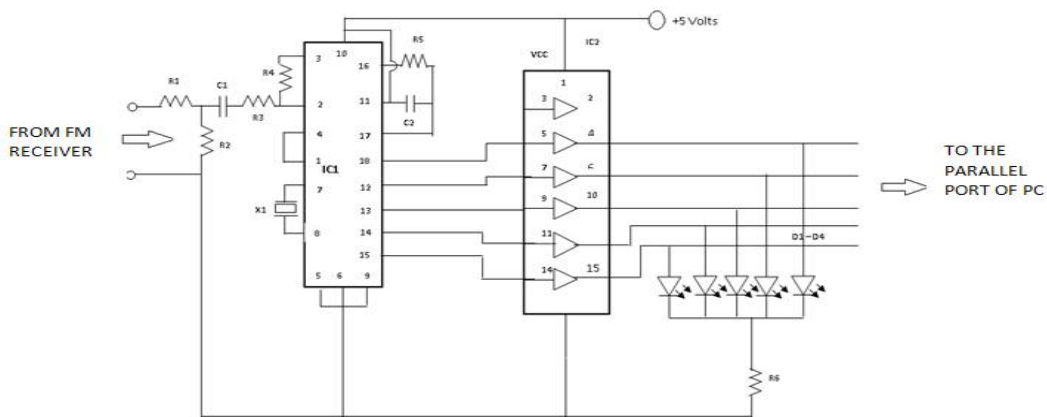 +5 Volts
R1
C1
R3
R4
R2
FROM FM
RECEIVER
X1
IC1
10
3
2
4
1
7
8
5 6 9
16
11
17
18
12
13
14
15
R5
C2
VCC
IC2
1
3 2
5 4
7
9 10
11
14 15
D1-D4
R6
TO THE
PARALLEL
PORT OF PC